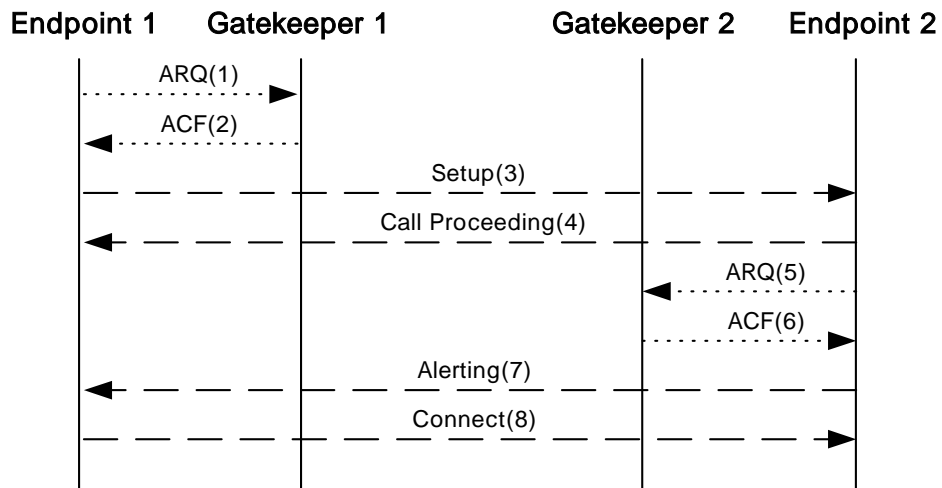 Endpoint 1 Gatekeeper 1 Gatekeeper 2 Endpoint 2
ARQ(1)
ACF(2)
Setup(3)
Call Proceeding(4)
ARQ(5)
ACF(6)
Alerting(7)
Connect(8)